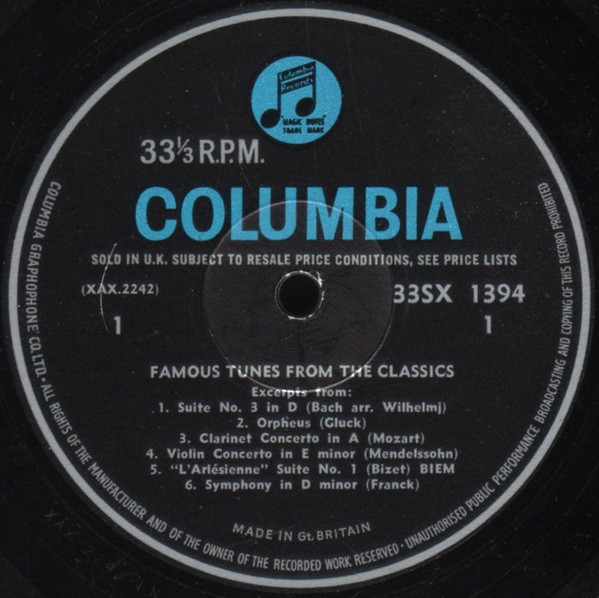 Columbia
Records
"MAGIC NOTES"
TRADE MARK
33⅓ R.P.M.
COLUMBIA
SOLD IN U.K. SUBJECT TO RESALE PRICE CONDITIONS, SEE PRICE LISTS
(XAX.2242)
33SX 1394
1
1
FAMOUS TUNES FROM THE CLASSICS
Excerpts from:
1. Suite No. 3 in D (Bach arr. Wilhelmj)
2. Orpheus (Gluck)
3. Clarinet Concerto in A (Mozart)
4. Violin Concerto in E minor (Mendelssohn)
5. "L'Arlésienne" Suite No. 1 (Bizet) BIEM
6. Symphony in D minor (Franck)
MADE IN Gt. BRITAIN
COLUMBIA GRAPHOPHONE CO. LTD. · ALL RIGHTS OF THE MANUFACTURER AND OF THE OWNER OF THE RECORDED WORK RESERVED · UNAUTHORISED PUBLIC PERFORMANCE BROADCASTING AND COPYING OF THIS RECORD PROHIBITED